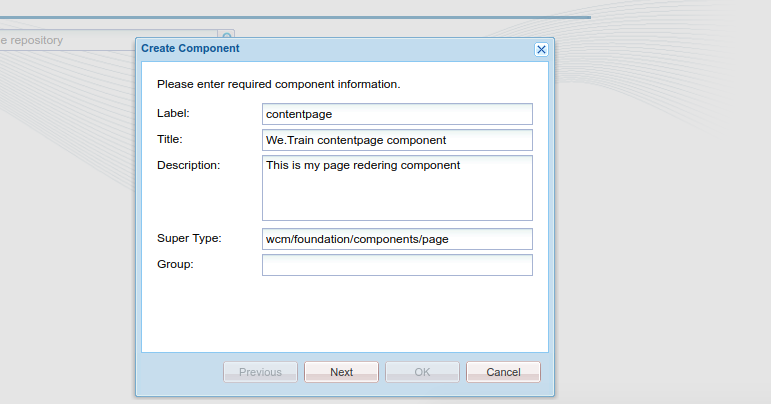 e repository
Create Component
Please enter required component information.
Label: contentpage
Title: We.Train contentpage component
Description: This is my page redering component
Super Type: wcm/foundation/components/page
Group:
Previous Next OK Cancel